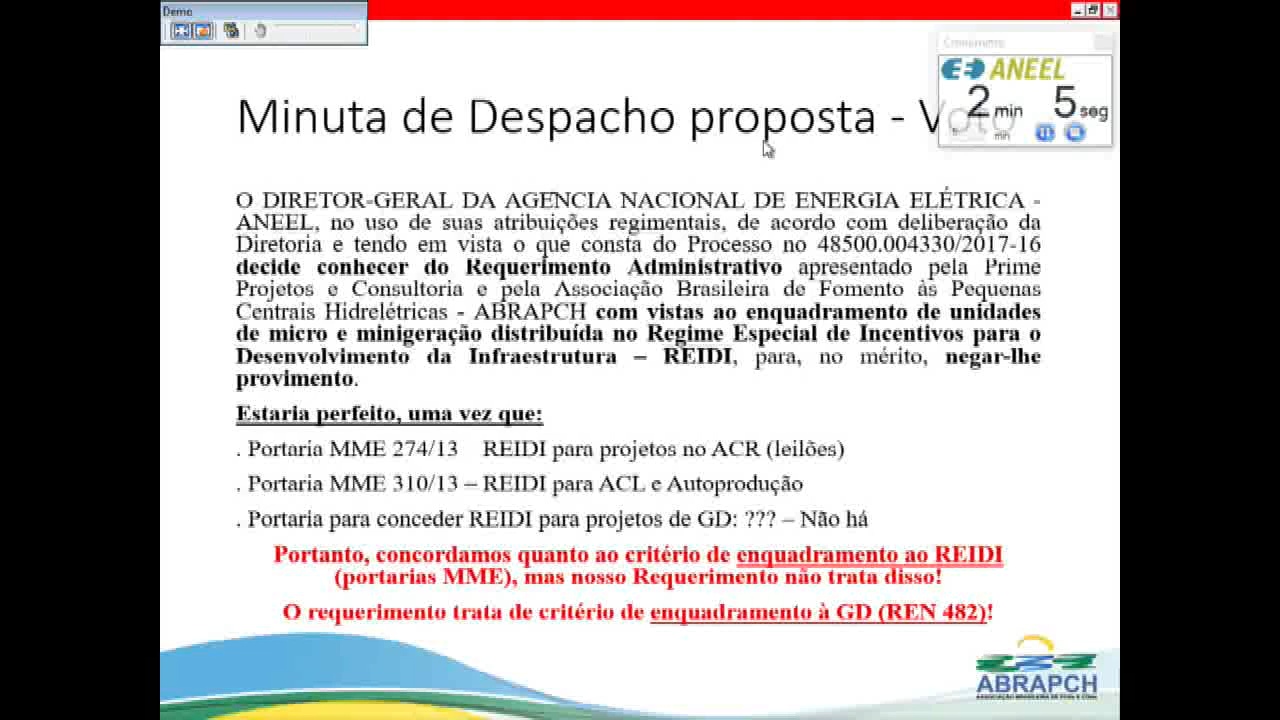 Demo
Cronometro
ANEEL
2 min 5 seg
min
Minuta de Despacho proposta - Voto
O DIRETOR-GERAL DA AGENCIA NACIONAL DE ENERGIA ELÉTRICA -
ANEEL, no uso de suas atribuições regimentais, de acordo com deliberação da
Diretoria e tendo em vista o que consta do Processo no 48500.004330/2017-16
decide conhecer do Requerimento Administrativo apresentado pela Prime
Projetos e Consultoria e pela Associação Brasileira de Fomento às Pequenas
Centrais Hidrelétricas - ABRAPCH com vistas ao enquadramento de unidades
de micro e minigeração distribuída no Regime Especial de Incentivos para o
Desenvolvimento da Infraestrutura – REIDI, para, no mérito, negar-lhe
provimento.
Estaria perfeito, uma vez que:
. Portaria MME 274/13 REIDI para projetos no ACR (leilões)
. Portaria MME 310/13 – REIDI para ACL e Autoprodução
. Portaria para conceder REIDI para projetos de GD: ??? – Não há
Portanto, concordamos quanto ao critério de enquadramento ao REIDI
(portarias MME), mas nosso Requerimento não trata disso!
O requerimento trata de critério de enquadramento à GD (REN 482)!
ABRAPCH